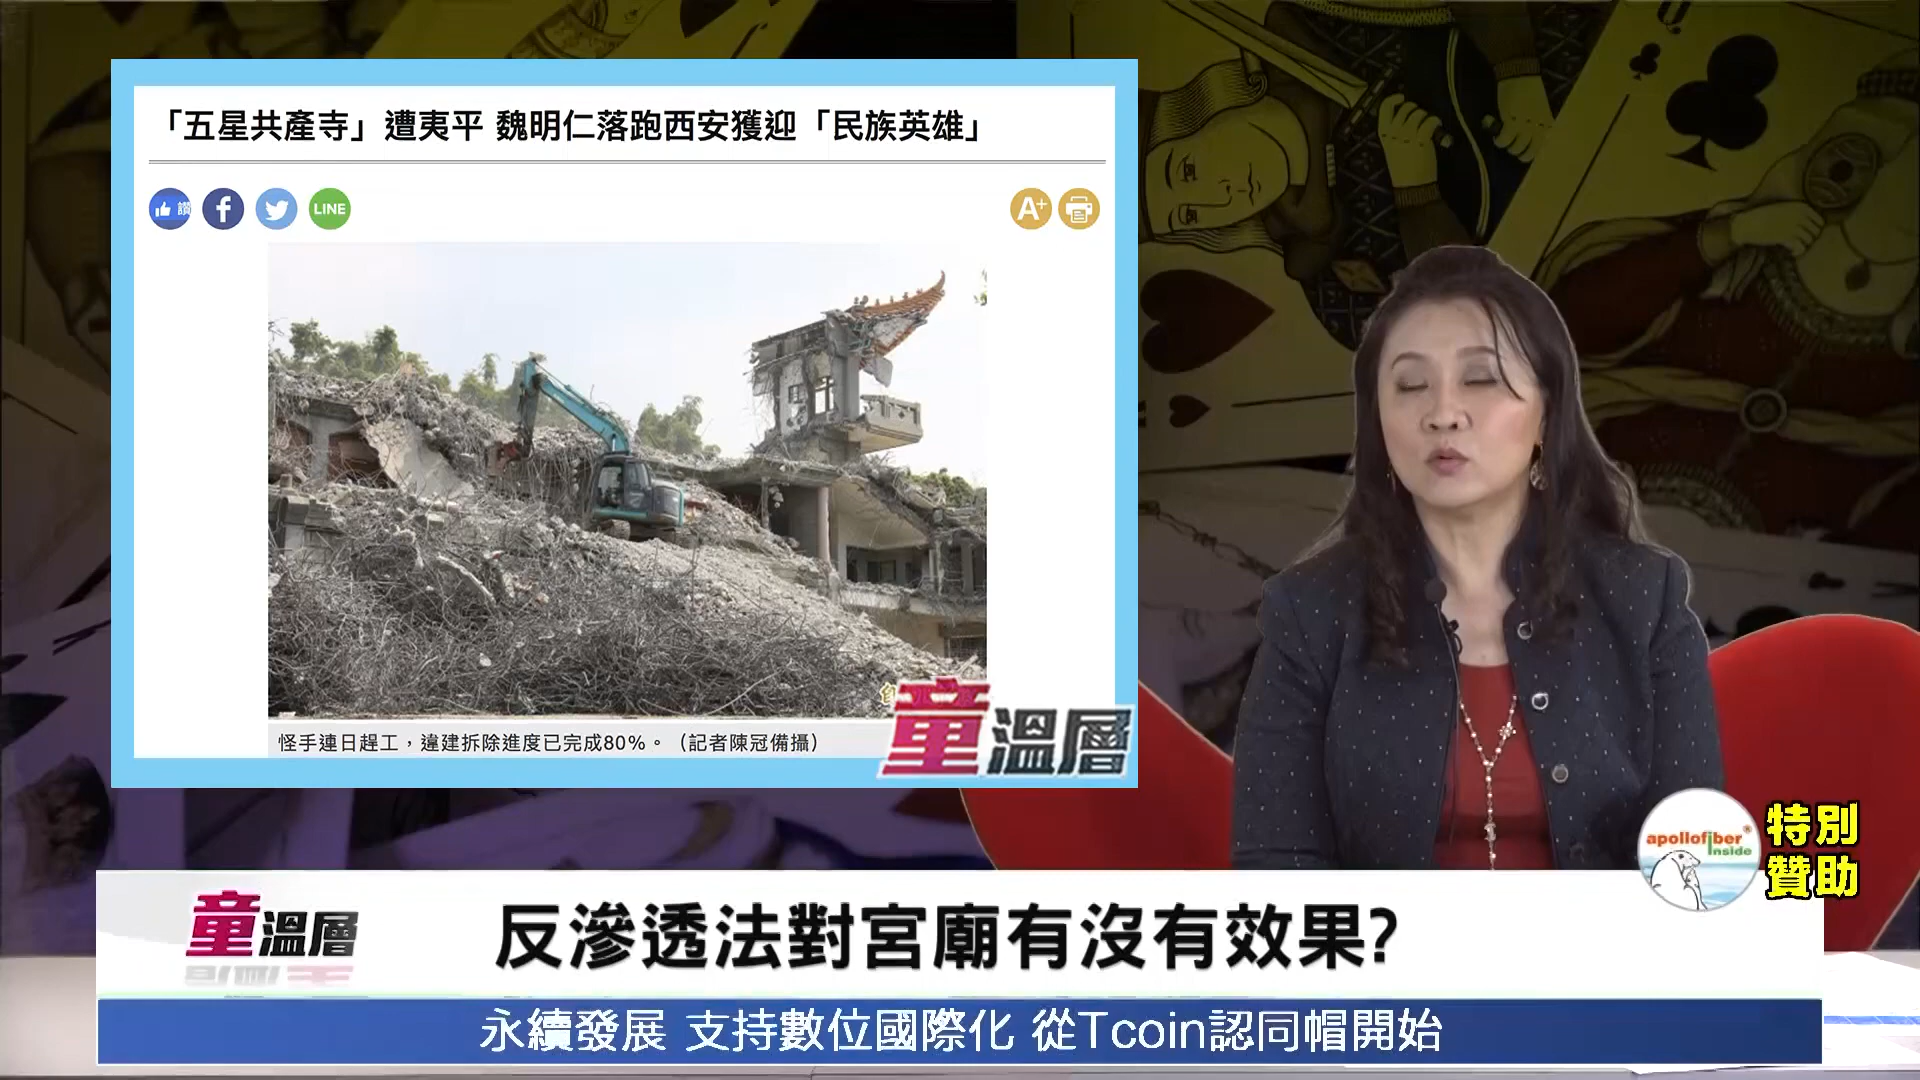 「五星共產寺」遭夷平 魏明仁落跑西安獲迎「民族英雄」
讚
LINE
A+
怪手連日趕工，違建拆除進度已完成80%。（記者陳冠備攝）
童溫層
apollofiber®
inside
特別
贊助
童溫層
反滲透法對宮廟有沒有效果?
永續發展 支持數位國際化 從Tcoin認同帽開始